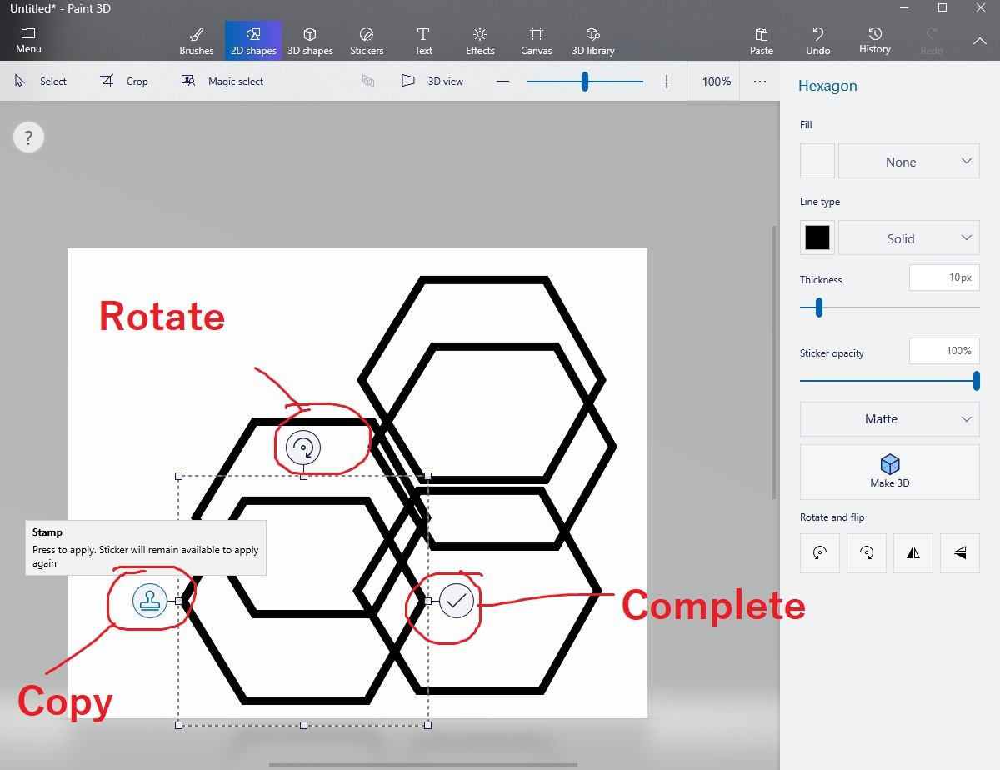 Untitled* - Paint 3D
Menu
Brushes
2D shapes
3D shapes
Stickers
Text
Effects
Canvas
3D library
Paste
Undo
History
Redo
Select
Crop
Magic select
3D view
100%
...
?
Hexagon
Fill
None
Line type
Solid
Thickness
10px
Sticker opacity
100%
Matte
Make 3D
Rotate and flip
Rotate
Stamp
Press to apply. Sticker will remain available to apply
again
Complete
Copy